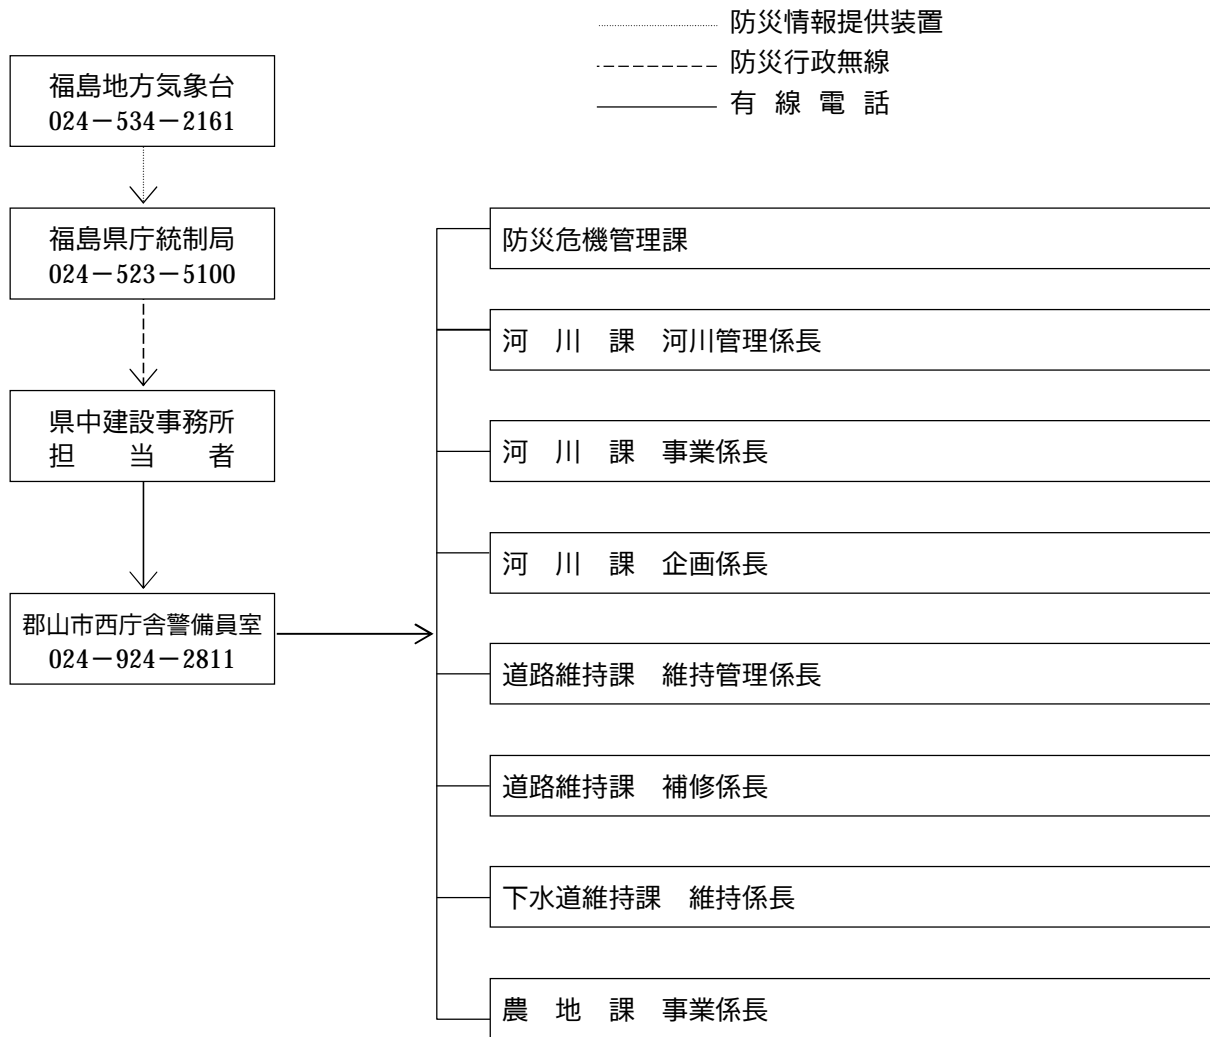 防災情報提供装置
防災行政無線
有 線 電 話
福島地方気象台
024－534－2161
福島県庁統制局
024－523－5100
県中建設事務所
担　当　者
郡山市西庁舎警備員室
024－924－2811
防災危機管理課
河　川　課　河川管理係長
河　川　課　事業係長
河　川　課　企画係長
道路維持課　維持管理係長
道路維持課　補修係長
下水道維持課　維持係長
農　地　課　事業係長